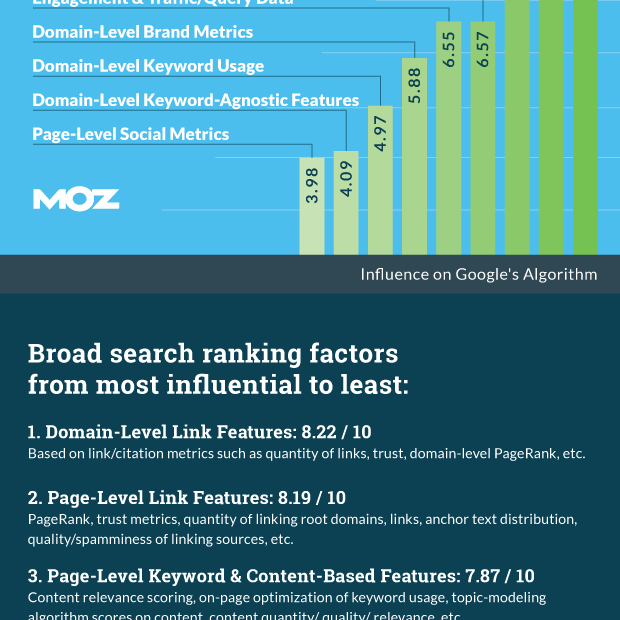 Engagement & Traffic/Query Data
Domain-Level Brand Metrics
Domain-Level Keyword Usage
Domain-Level Keyword-Agnostic Features
Page-Level Social Metrics
3.98
4.09
4.97
5.88
6.55
6.57
MOZ
Influence on Google's Algorithm
Broad search ranking factors
from most influential to least:
1. Domain-Level Link Features: 8.22 / 10
Based on link/citation metrics such as quantity of links, trust, domain-level PageRank, etc.
2. Page-Level Link Features: 8.19 / 10
PageRank, trust metrics, quantity of linking root domains, links, anchor text distribution,
quality/spamminess of linking sources, etc.
3. Page-Level Keyword & Content-Based Features: 7.87 / 10
Content relevance scoring, on-page optimization of keyword usage, topic-modeling
algorithm scores on content, content quantity/ quality/ relevance, etc.